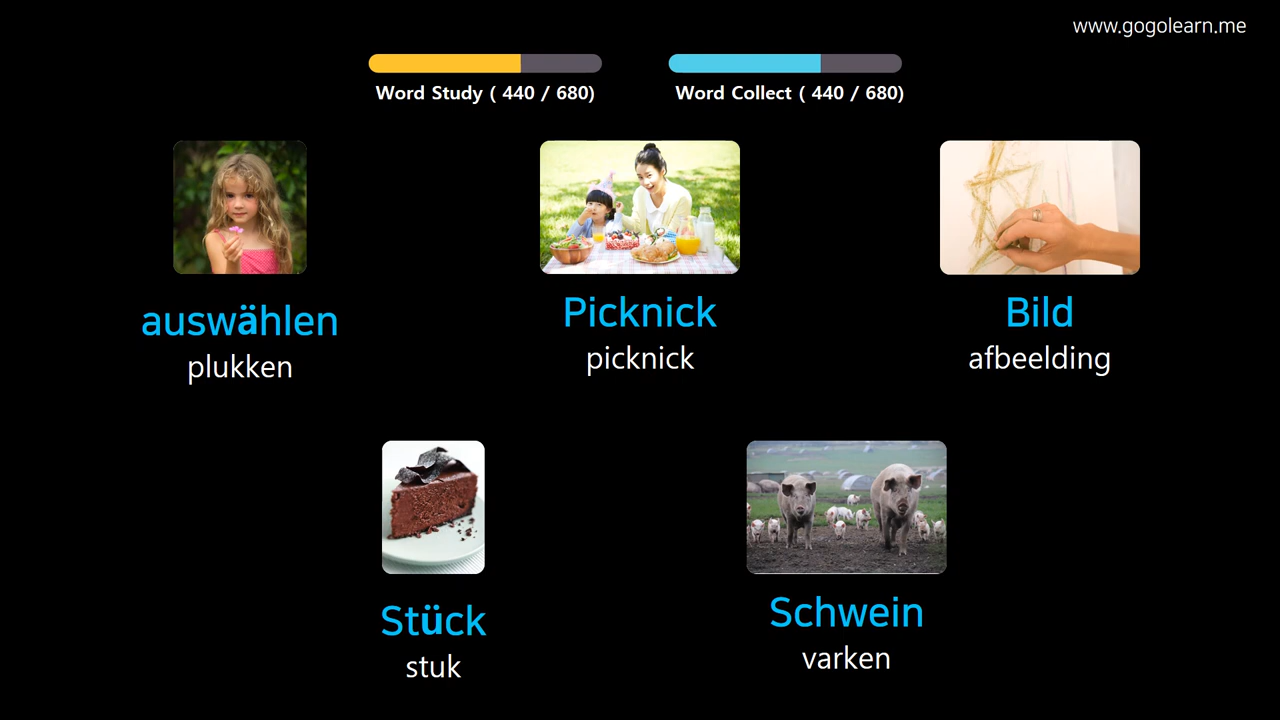 www.gogolearn.me
Word Study ( 440 / 680)
Word Collect ( 440 / 680)
auswählen
plukken
Picknick
picknick
Bild
afbeelding
Stück
stuk
Schwein
varken